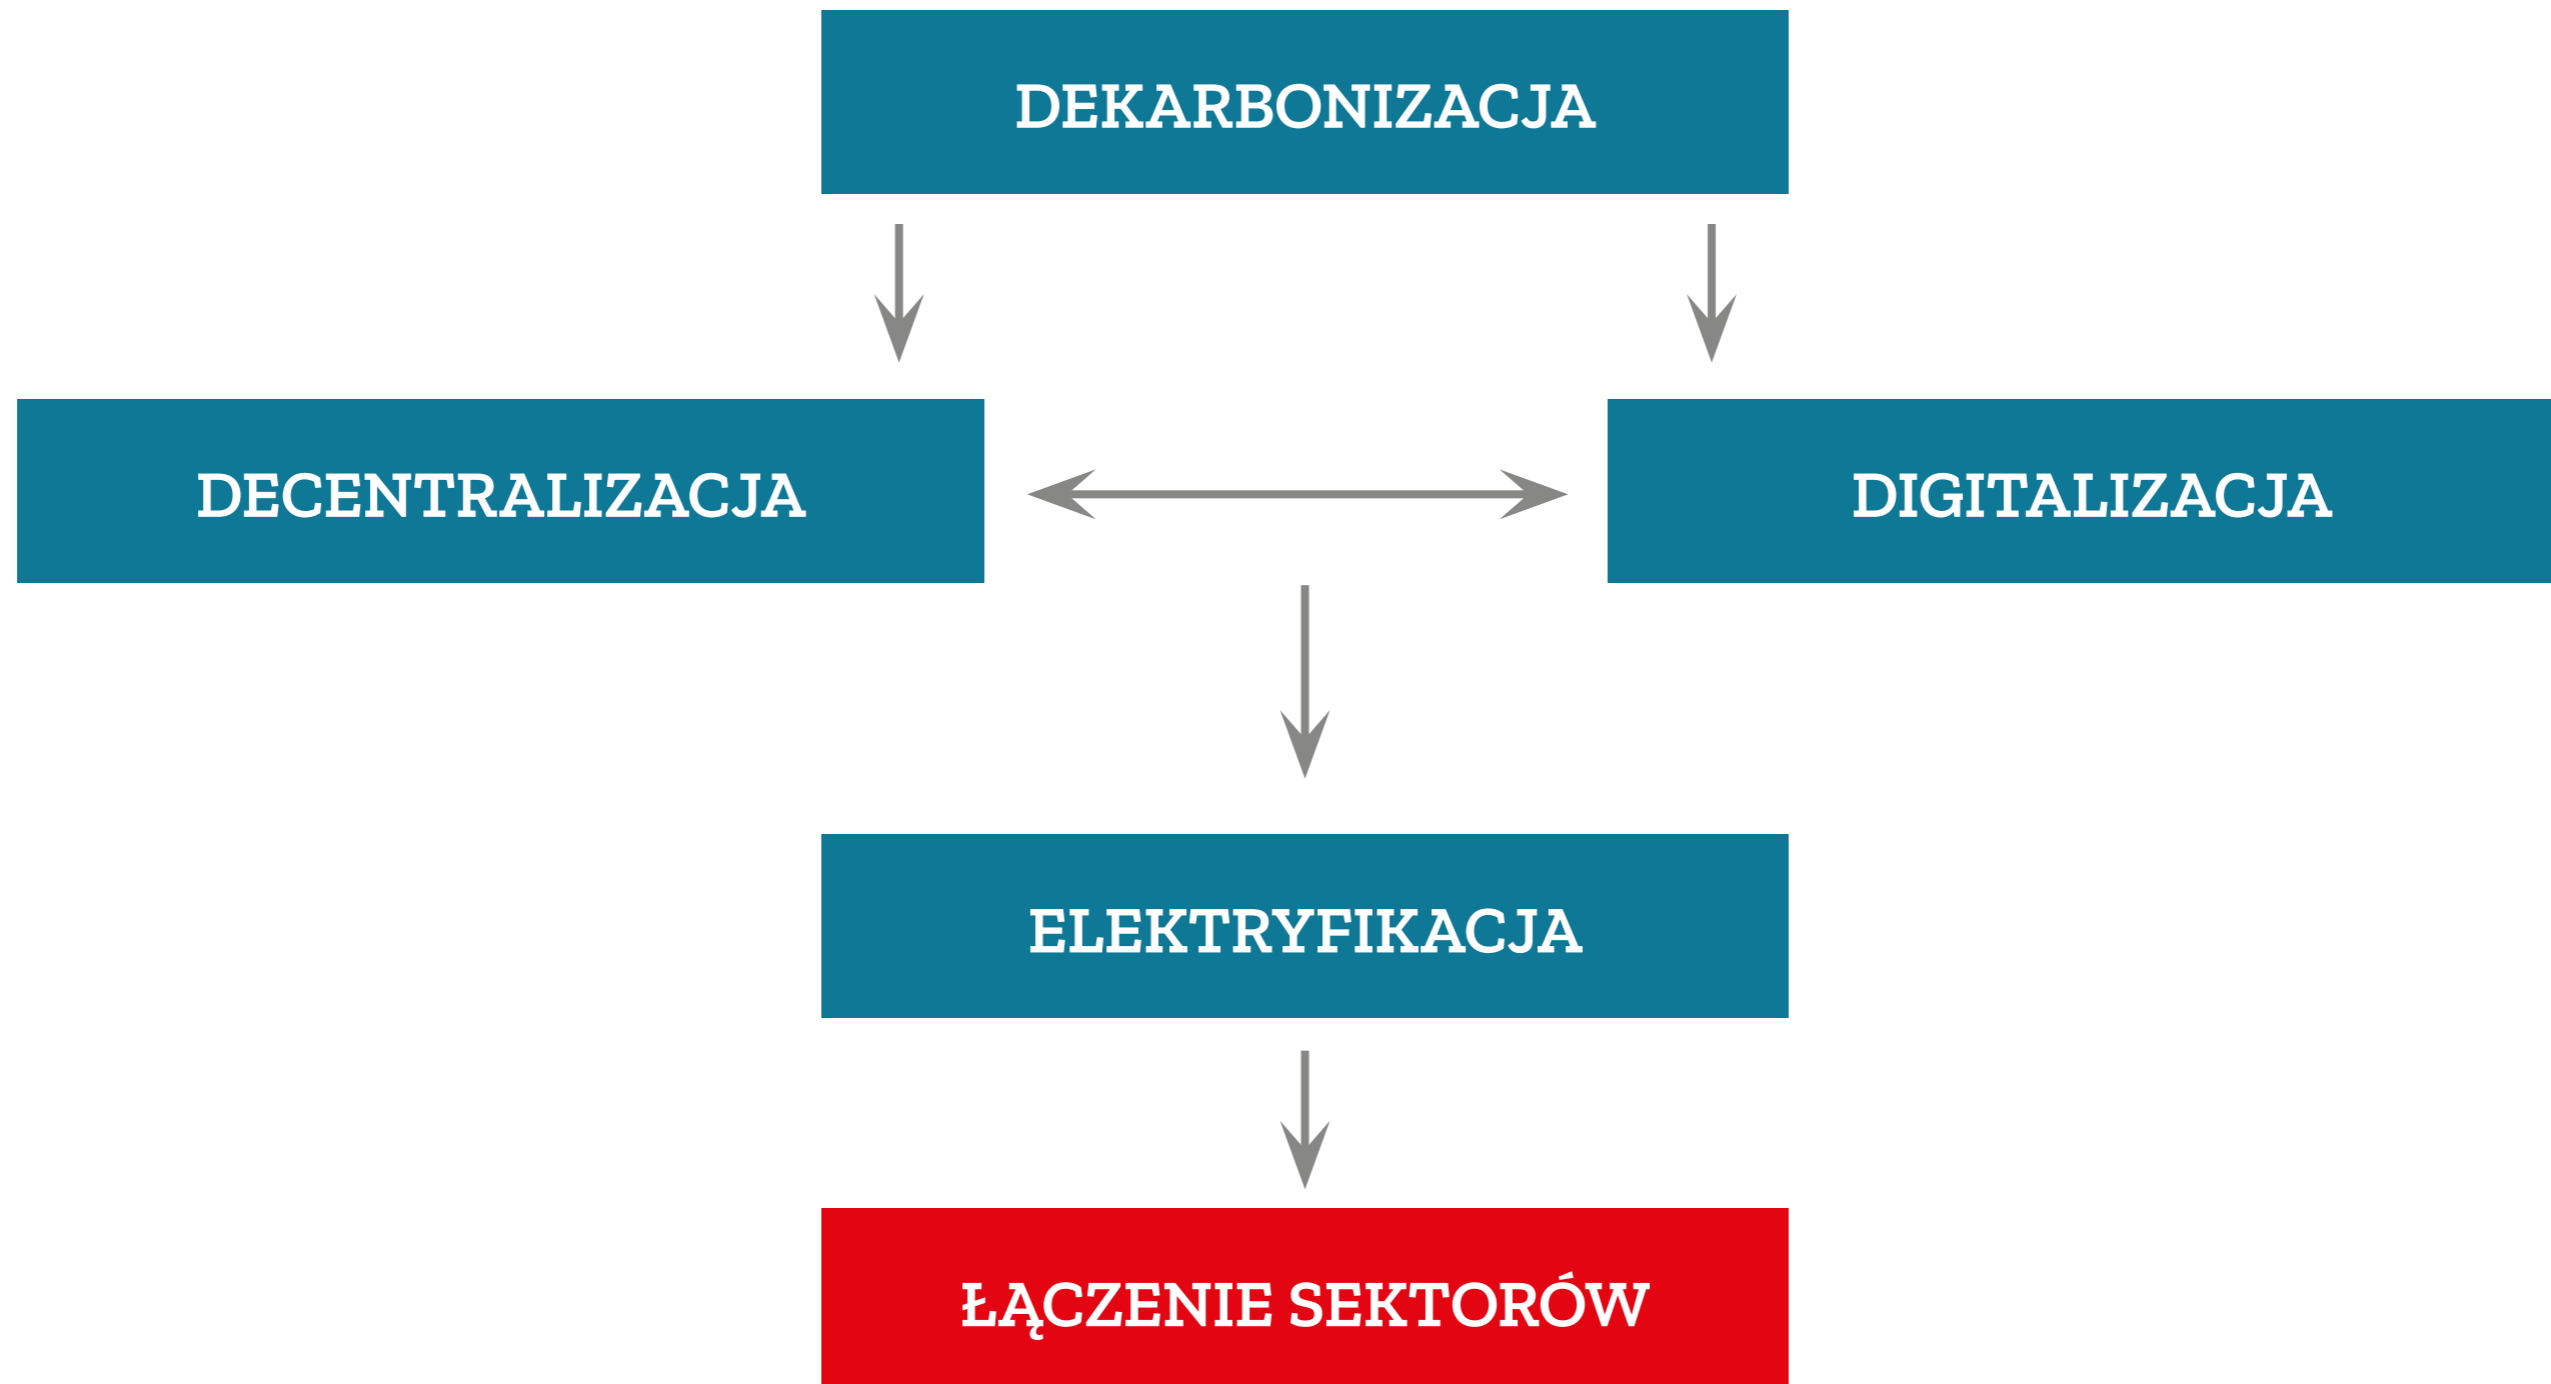 DEKARBONIZACJA
DECENTRALIZACJA
DIGITALIZACJA
ELEKTRYFIKACJA
ŁĄCZENIE SEKTORÓW